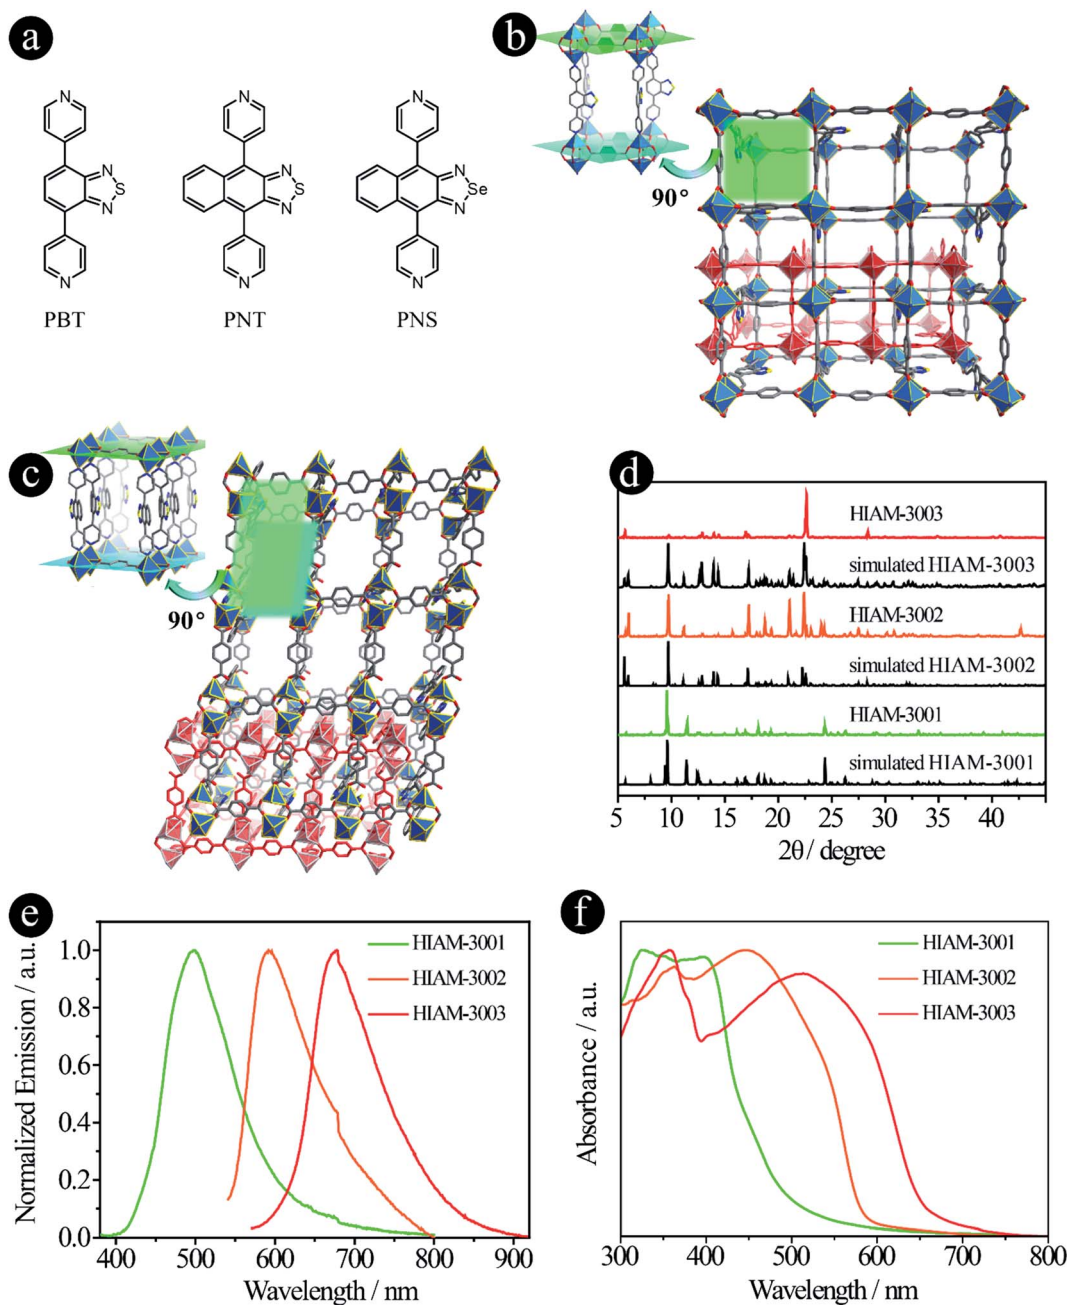 a
N
N
S
N
N
PBT
N
N
S
N
N
PNT
N
N
Se
N
N
PNS
b
90°
c
90°
d
HIAM-3003
simulated HIAM-3003
HIAM-3002
simulated HIAM-3002
HIAM-3001
simulated HIAM-3001
5 10 15 20 25 30 35 40
2θ / degree
e
Normalized Emission / a.u.
1.0
0.8
0.6
0.4
0.2
0.0
HIAM-3001
HIAM-3002
HIAM-3003
400 500 600 700 800 900
Wavelength / nm
f
Absorbance / a.u.
HIAM-3001
HIAM-3002
HIAM-3003
300 400 500 600 700 800
Wavelength / nm